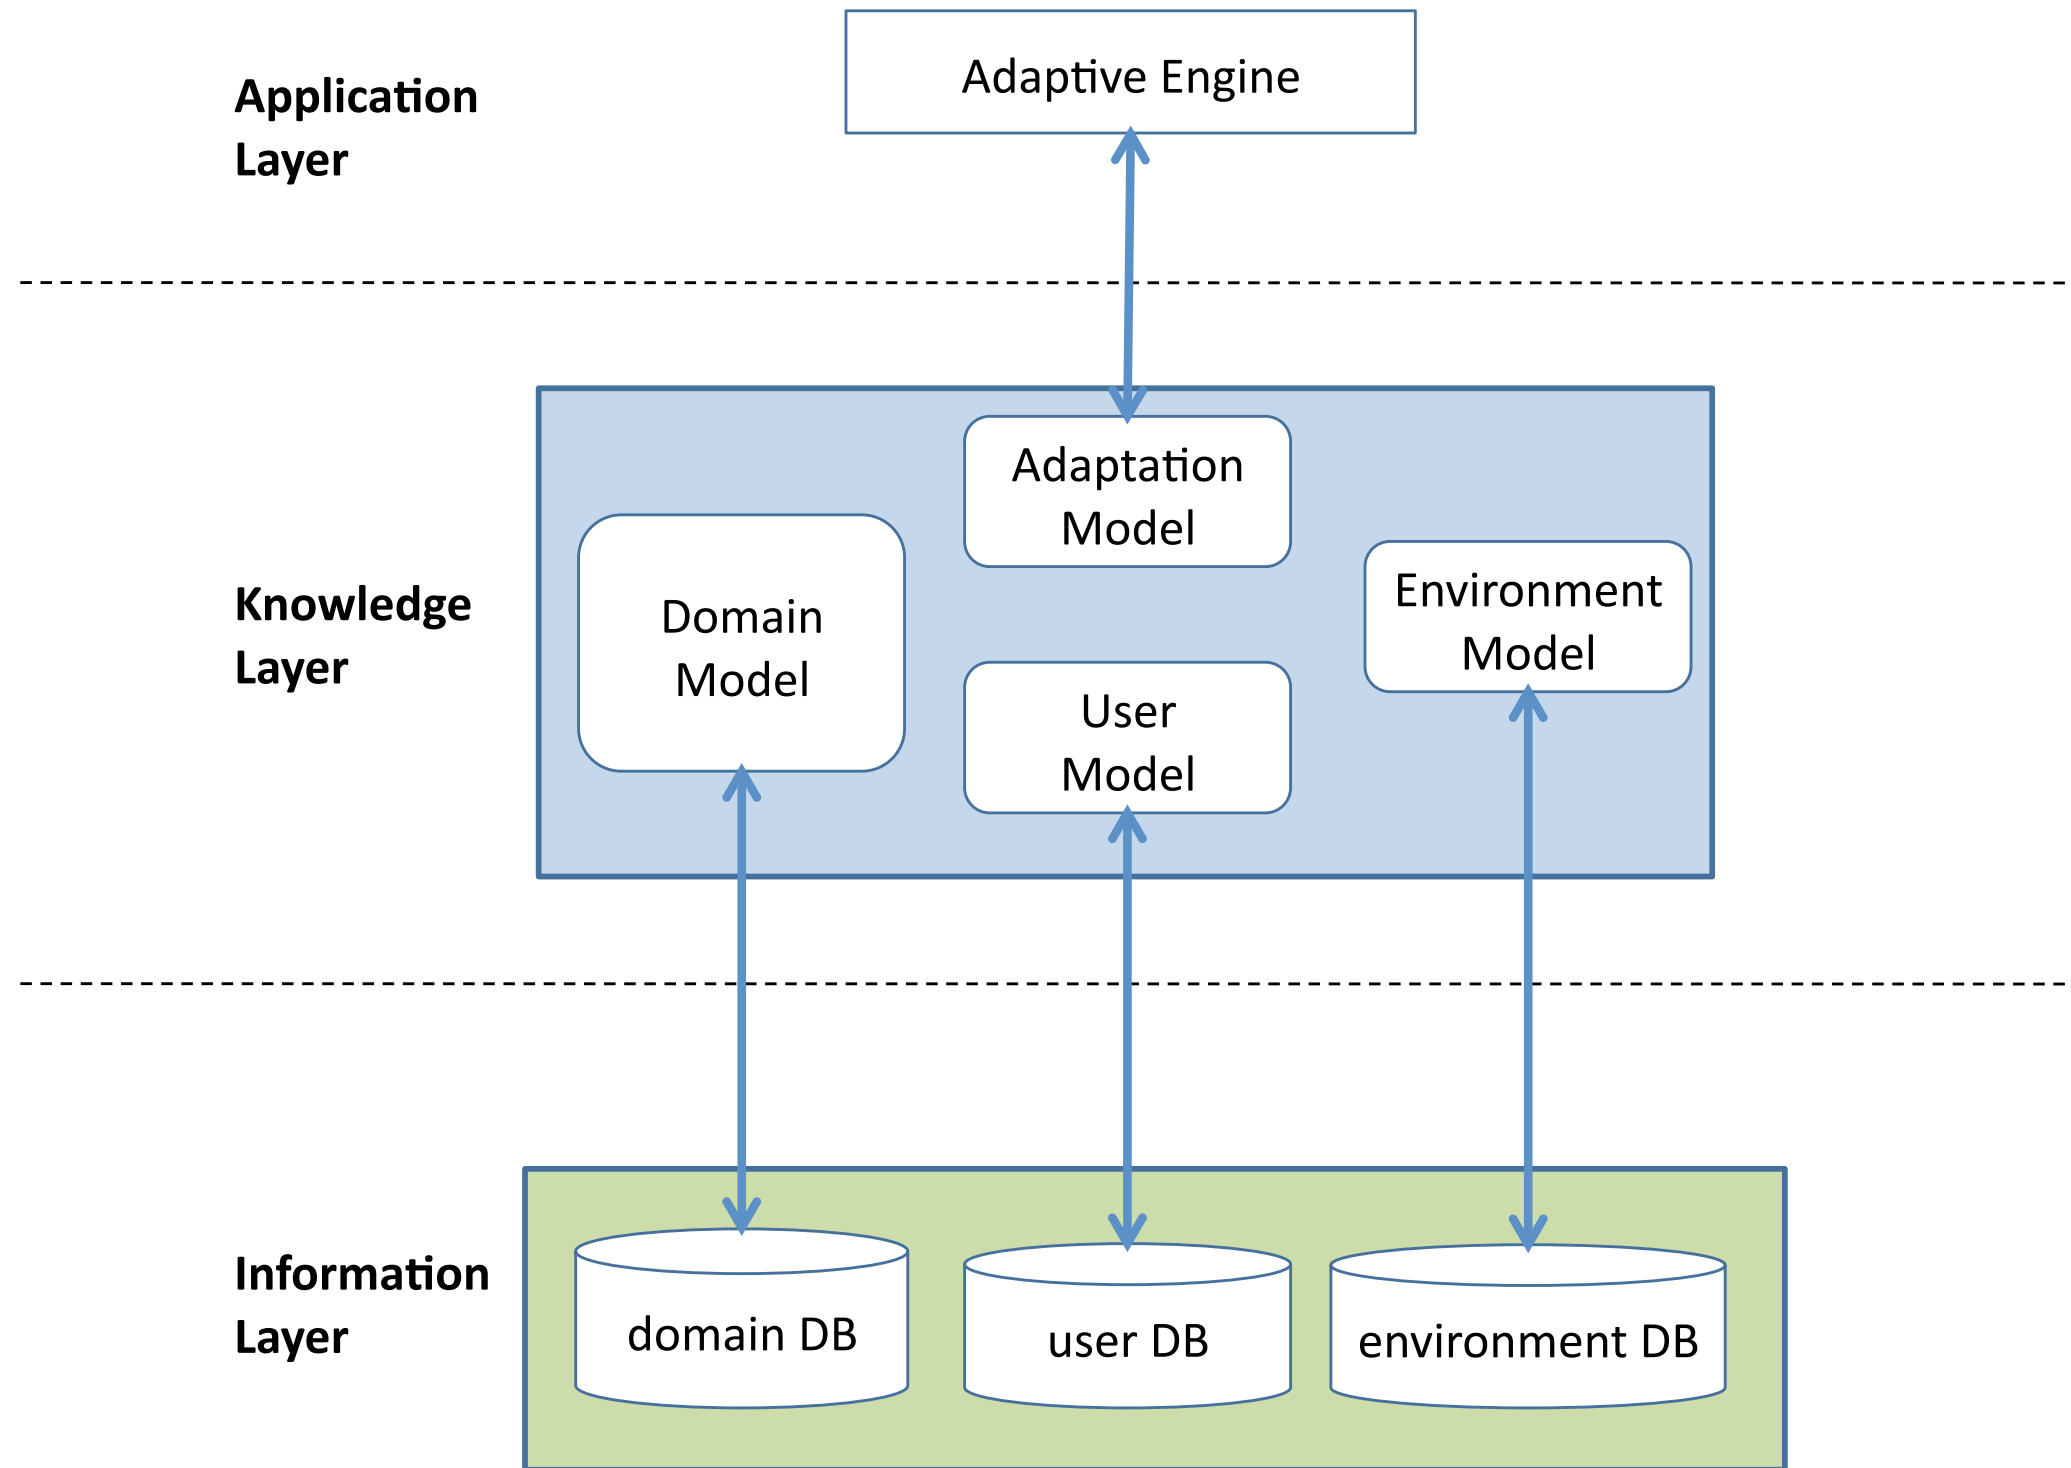 Application
Layer
Adaptive Engine
Knowledge
Layer
Adaptation
Model
Domain
Model
Environment
Model
User
Model
Information
Layer
domain DB
user DB
environment DB